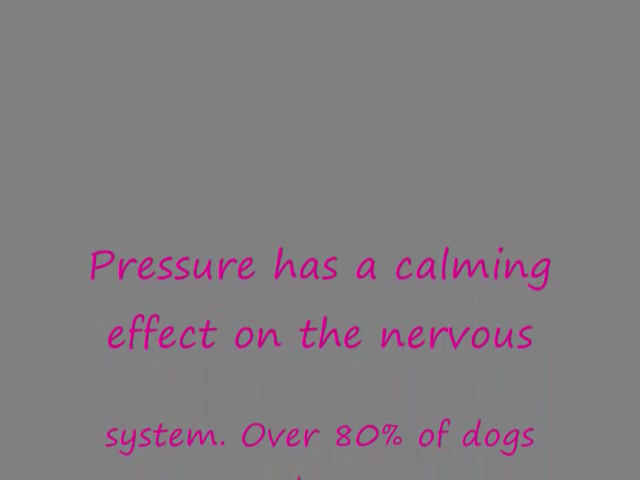 Pressure has a calming
effect on the nervous
system. Over 80% of dogs